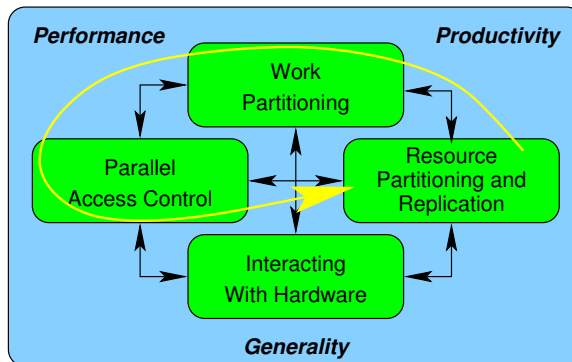 Performance
Productivity
Work
Partitioning
Parallel
Access Control
Resource
Partitioning and
Replication
Interacting
With Hardware
Generality